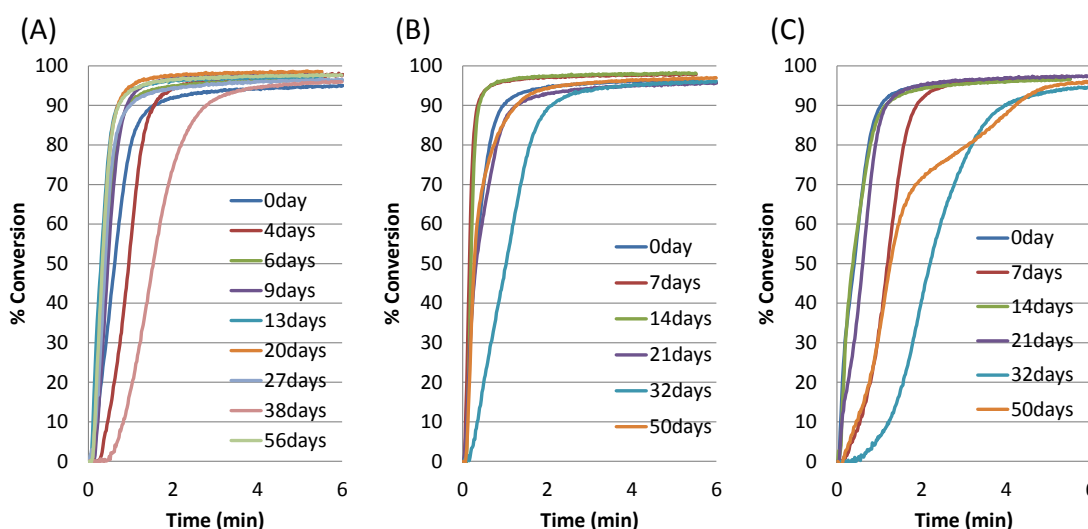 (A)
% Conversion
100
90
80
70
60
50
40
30
20
10
0
0day
4days
6days
9days
13days
20days
27days
38days
56days
0 2 4 6
Time (min)
(B)
% Conversion
100
90
80
70
60
50
40
30
20
10
0
0day
7days
14days
21days
32days
50days
0 2 4 6
Time (min)
(C)
% Conversion
100
90
80
70
60
50
40
30
20
10
0
0day
7days
14days
21days
32days
50days
0 2 4 6
Time (min)